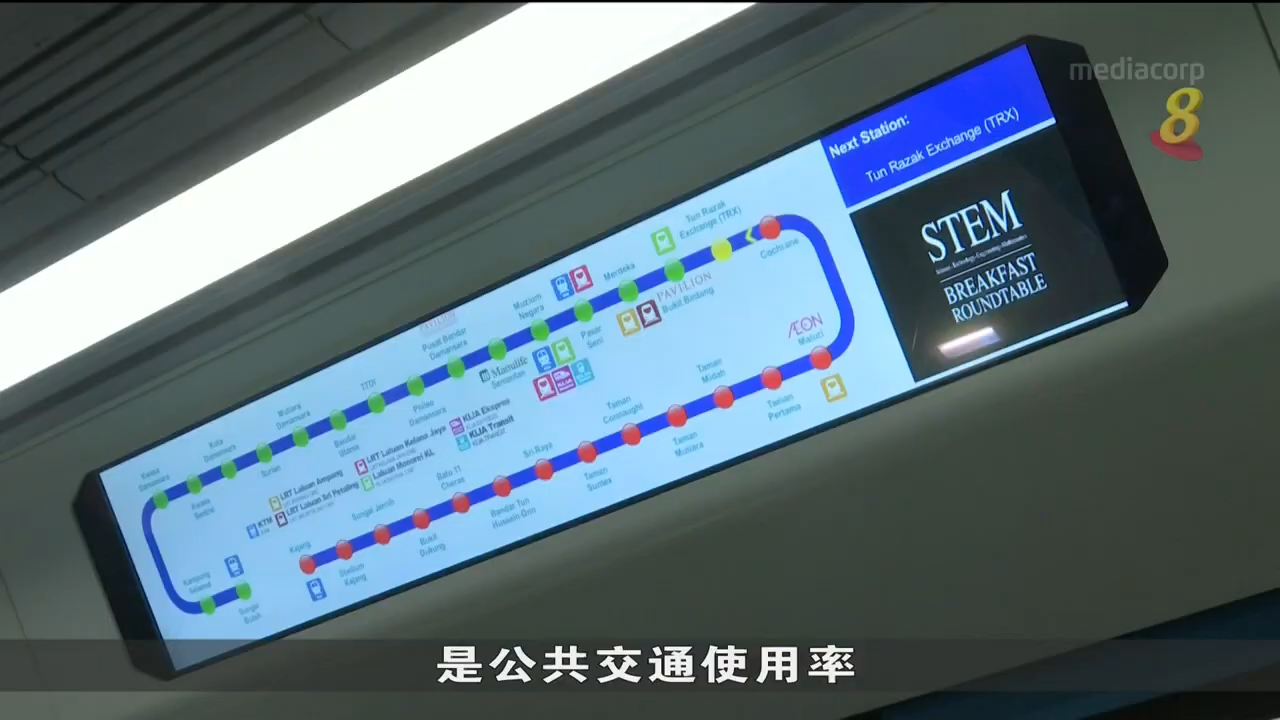 mediacorp
8
Next Station:
Tun Razak Exchange (TRX)
STEM
BREAKFAST
ROUNDTABLE
Tun Razak
Exchange (TRX)
Cochrane
Merdeka
PAVILION
Bukit Bintang
Muzium
Negara
Pasar
Seni
ÆON
Maluri
Pusat Bandar
Damansara
Manulife
Semantan
TTDI
Phileo
Damansara
Mutiara
Damansara
Bandar
Utama
Kota
Damansara
Surian
Kwasa
Damansara
Kwasa
Sentral
Kampung
Selamat
Sungai
Buloh
KLIA Ekspres
KLIA Transit
LRT Laluan Kelana Jaya
Laluan Monorel KL
LRT Laluan Ampang
LRT Laluan Sri Petaling
KTM
Taman
Midah
Taman
Pertama
Taman
Connaught
Taman
Mutiara
Sri Raya
Taman
Suntex
Batu 11
Cheras
Bandar Tun
Hussein Onn
Sungai Jernih
Bukit
Dukung
Kajang
Stadium
Kajang
是公共交通使用率